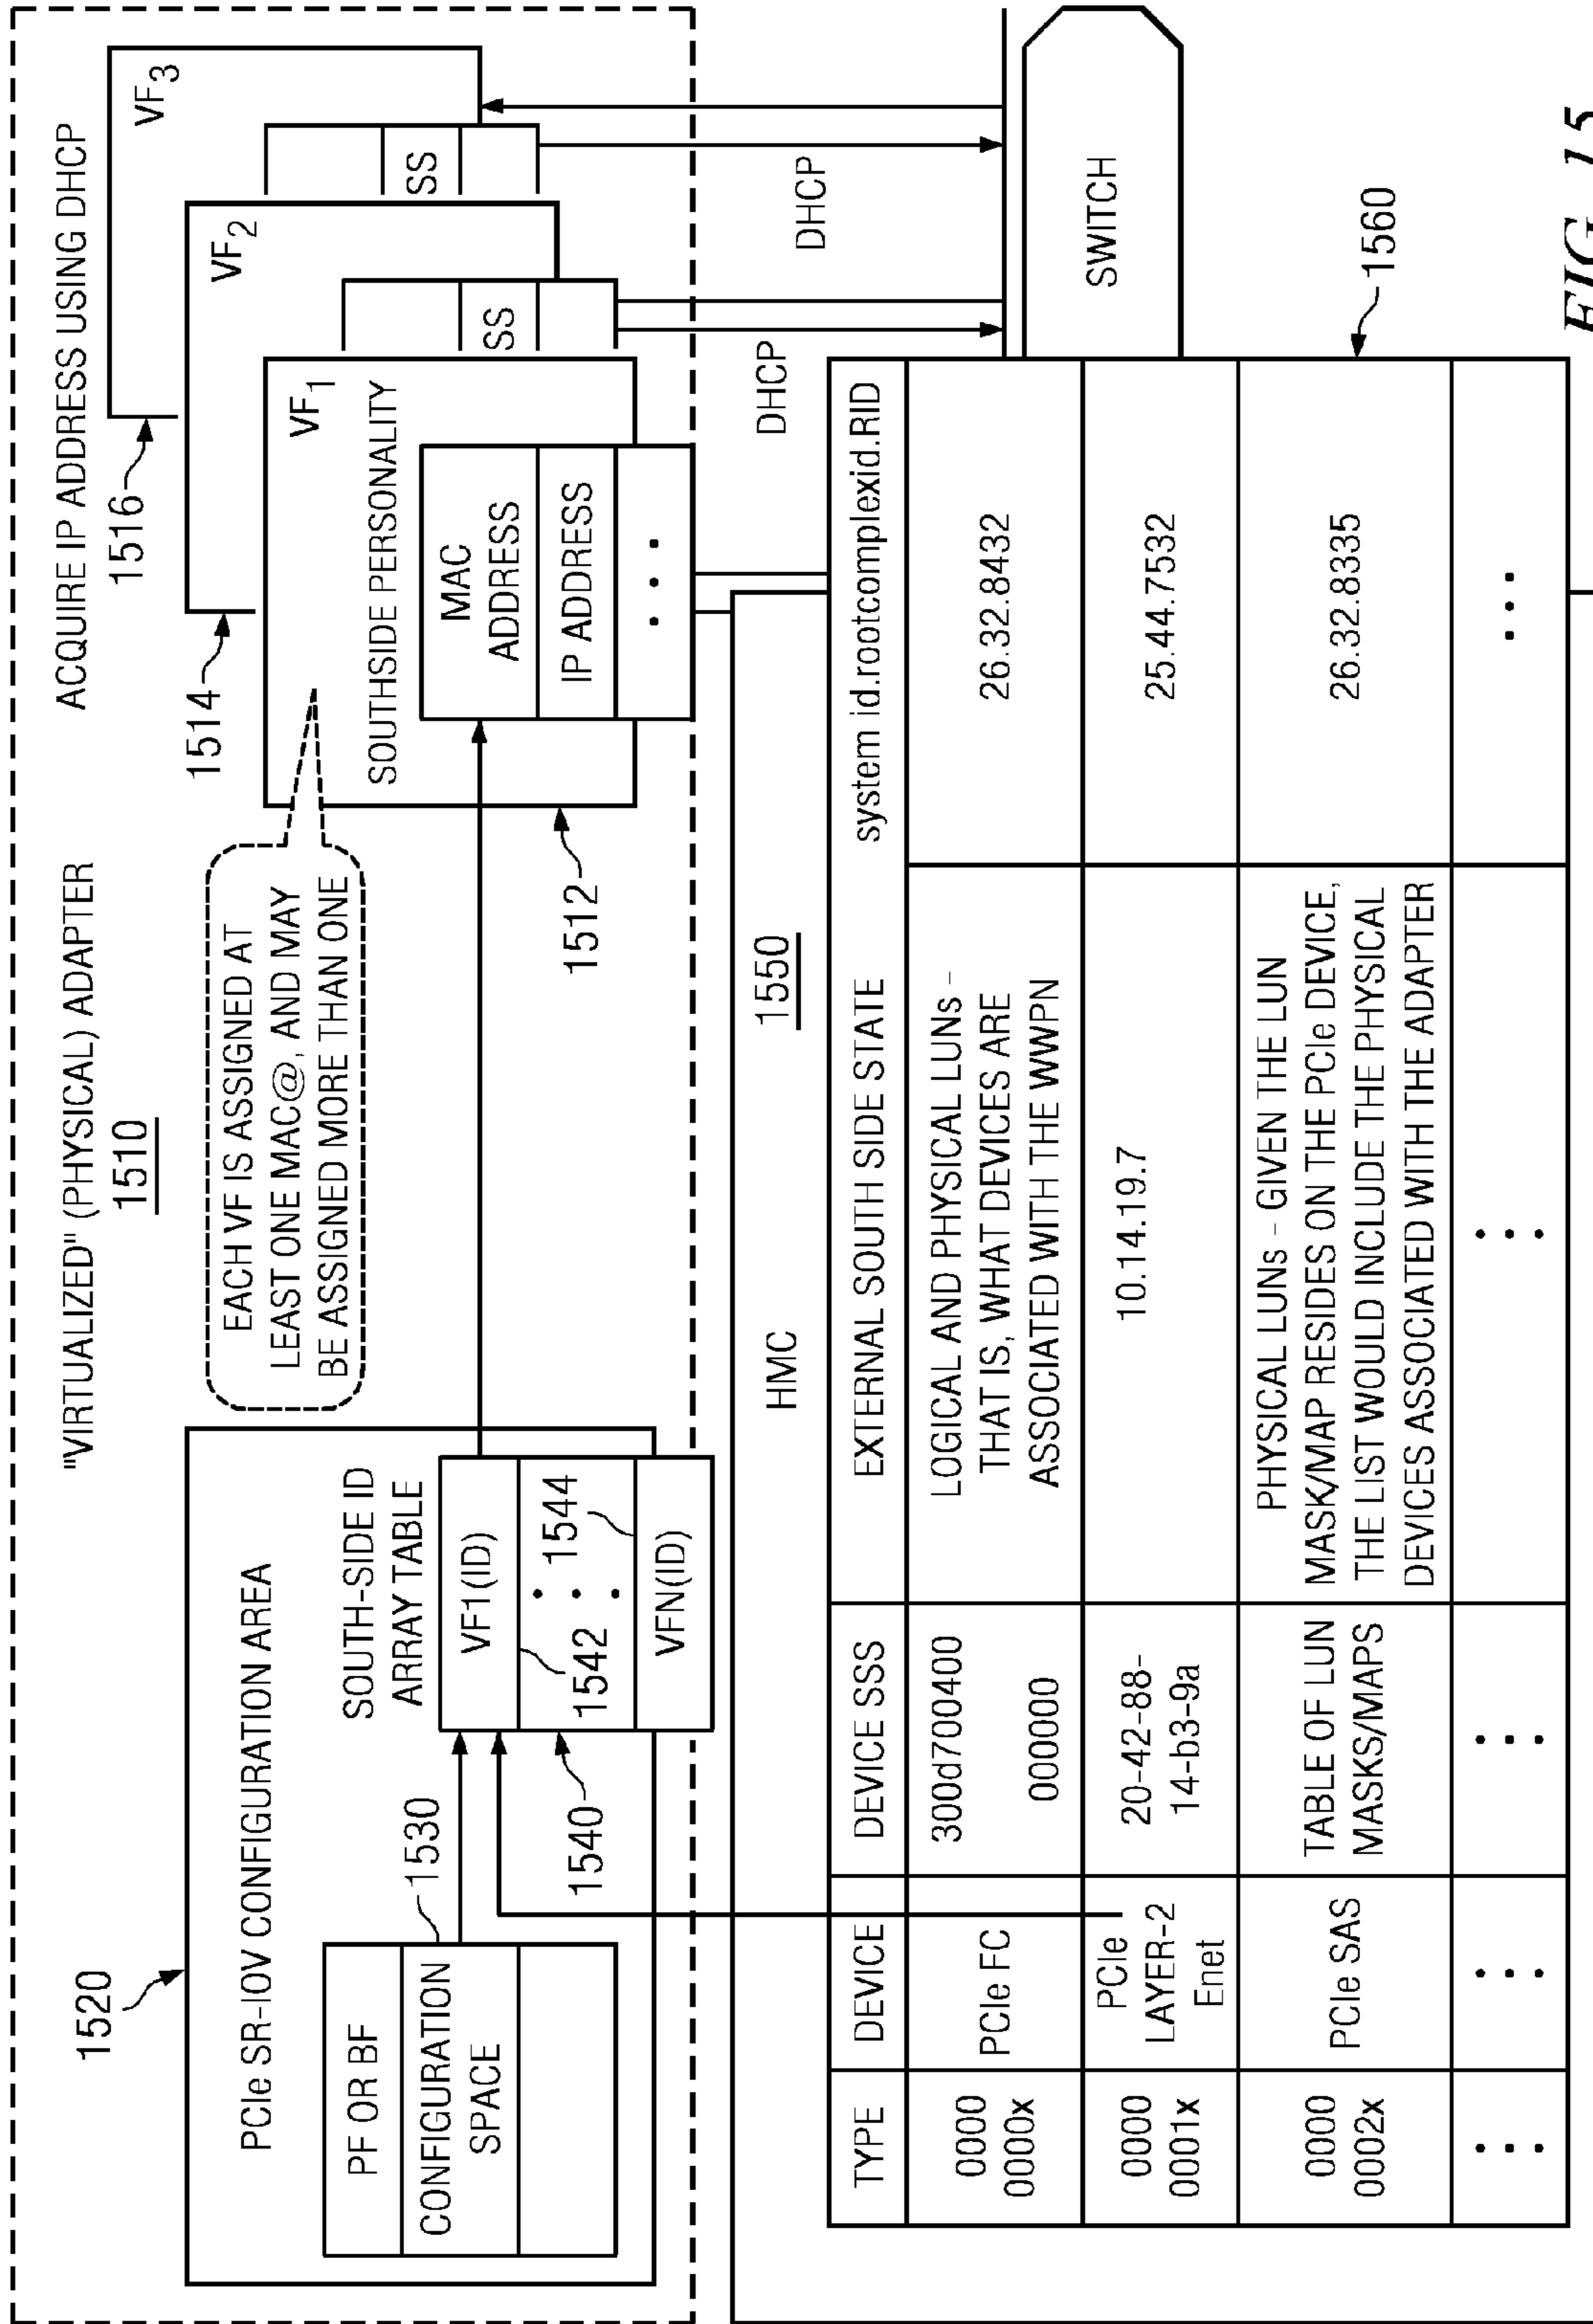 "VIRTUALIZED" (PHYSICAL) ADAPTER
1510
ACQUIRE IP ADDRESS USING DHCP
1520
PCIe SR-IOV CONFIGURATION AREA
PF OR BF
CONFIGURATION
SPACE
1530
SOUTH-SIDE ID
ARRAY TABLE
VF1(ID)
1542
1544
VFN(ID)
1540
EACH VF IS ASSIGNED AT
LEAST ONE MAC@, AND MAY
BE ASSIGNED MORE THAN ONE
1512
1514
1516
VF1
SOUTHSIDE PERSONALITY
MAC
ADDRESS
IP ADDRESS
• • •
VF2
SS
VF3
SS
DHCP
DHCP
SWITCH
HMC
1550
TYPE DEVICE DEVICE SSS EXTERNAL SOUTH SIDE STATE system id.rootcomplexid.RID
0000
0000x
PCIe FC
300d700400
000000
LOGICAL AND PHYSICAL LUNs -
THAT IS, WHAT DEVICES ARE
ASSOCIATED WITH THE WWPN
26.32.8432
0000
0001x
PCIe
LAYER-2
Enet
20-42-88-
14-b3-9a
10.14.19.7
25.44.7532
0000
0002x
PCIe SAS
TABLE OF LUN
MASKS/MAPS
PHYSICAL LUNs - GIVEN THE LUN
MASK/MAP RESIDES ON THE PCIe DEVICE,
THE LIST WOULD INCLUDE THE PHYSICAL
DEVICES ASSOCIATED WITH THE ADAPTER
26.32.8335
1560
FIG. 15